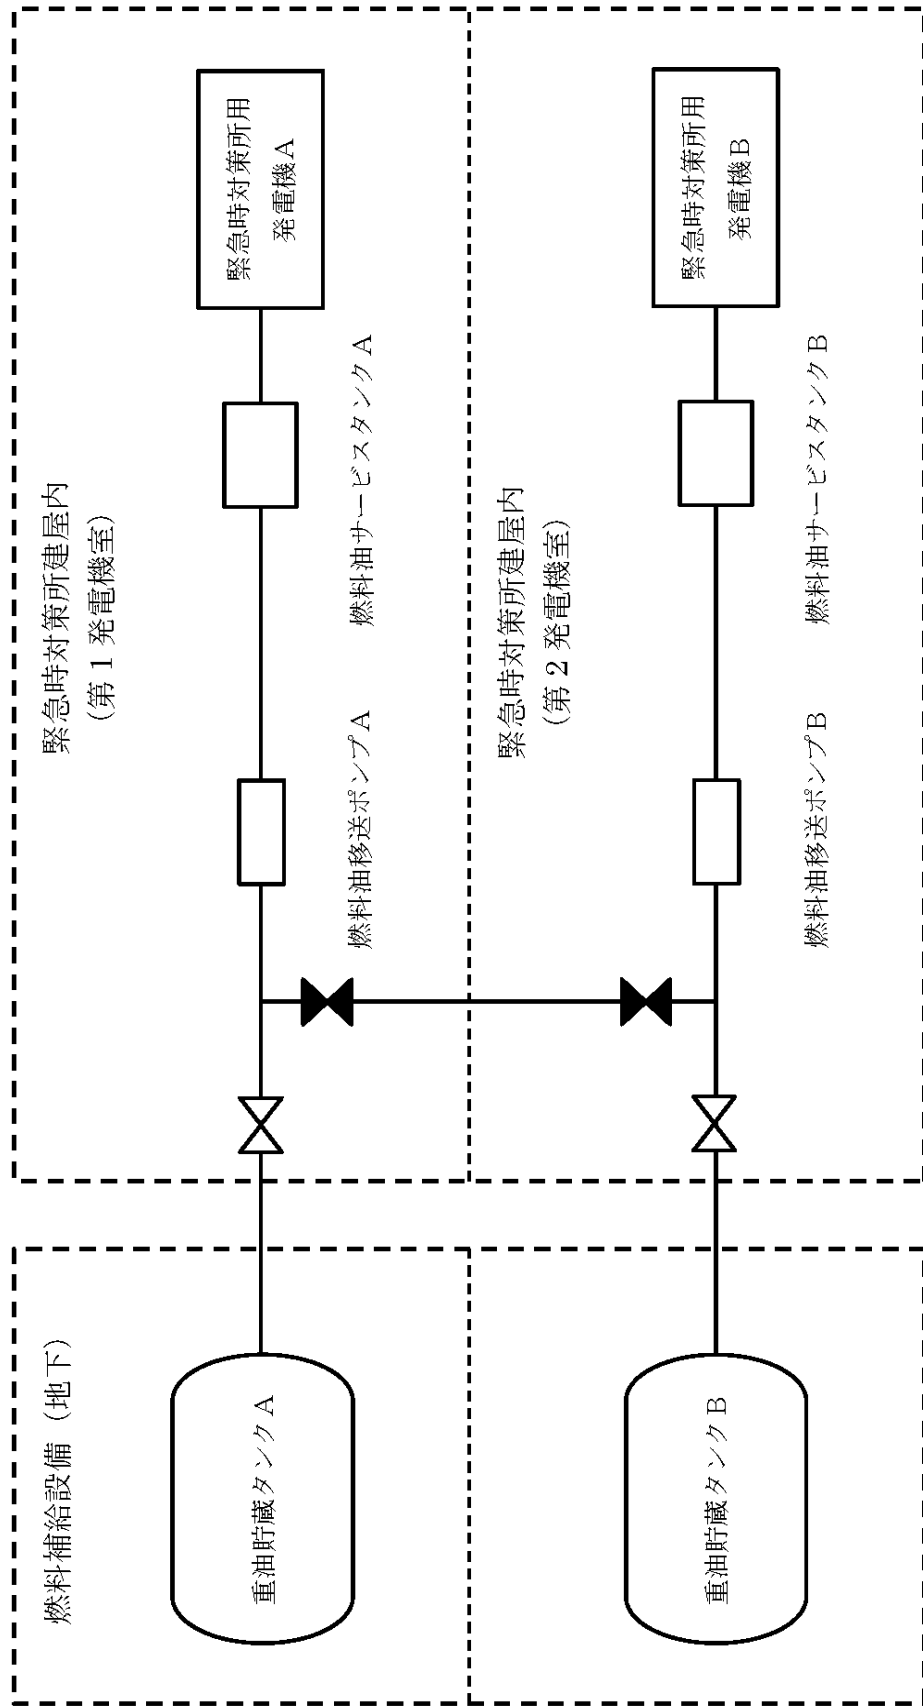 燃料補給設備（地下）
重油貯蔵タンクA
重油貯蔵タンクB
緊急時対策所建屋内
（第1発電機室）
燃料油移送ポンプA
燃料油サービスタンクA
緊急時対策所用
発電機A
緊急時対策所建屋内
（第2発電機室）
燃料油移送ポンプB
燃料油サービスタンクB
緊急時対策所用
発電機B